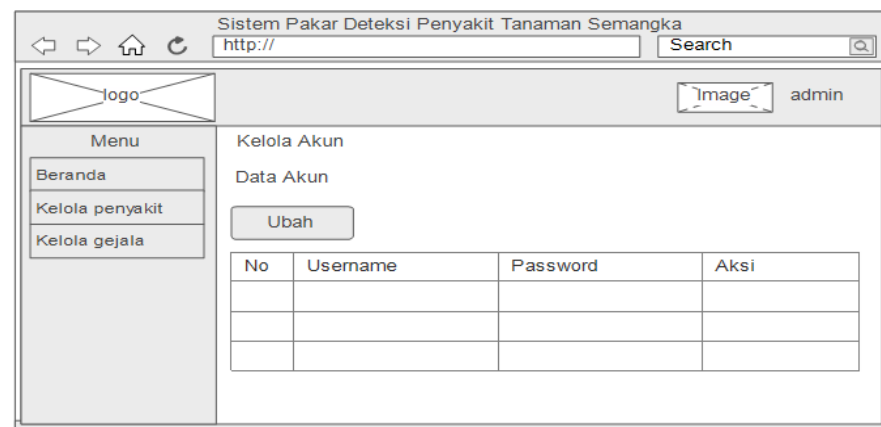 Sistem Pakar Deteksi Penyakit Tanaman Semangka
http:// Search
logo Image admin
Menu
Beranda
Kelola penyakit
Kelola gejala
Kelola Akun
Data Akun
Ubah
No Username Password Aksi